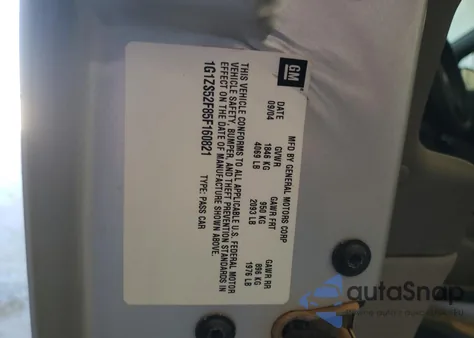 GM
MFD BY GENERAL MOTORS CORP
DATE GVWR GAWR FRT GAWR RR
09/04 1846 KG 950 KG 896 KG
4069 LB 2093 LB 1976 LB
THIS VEHICLE CONFORMS TO ALL APPLICABLE U.S. FEDERAL MOTOR
VEHICLE SAFETY, BUMPER, AND THEFT PREVENTION STANDARDS IN
EFFECT ON THE DATE OF MANUFACTURE SHOWN ABOVE.
1G1ZS52F85F160821 TYPE: PASS CAR
autaSnap